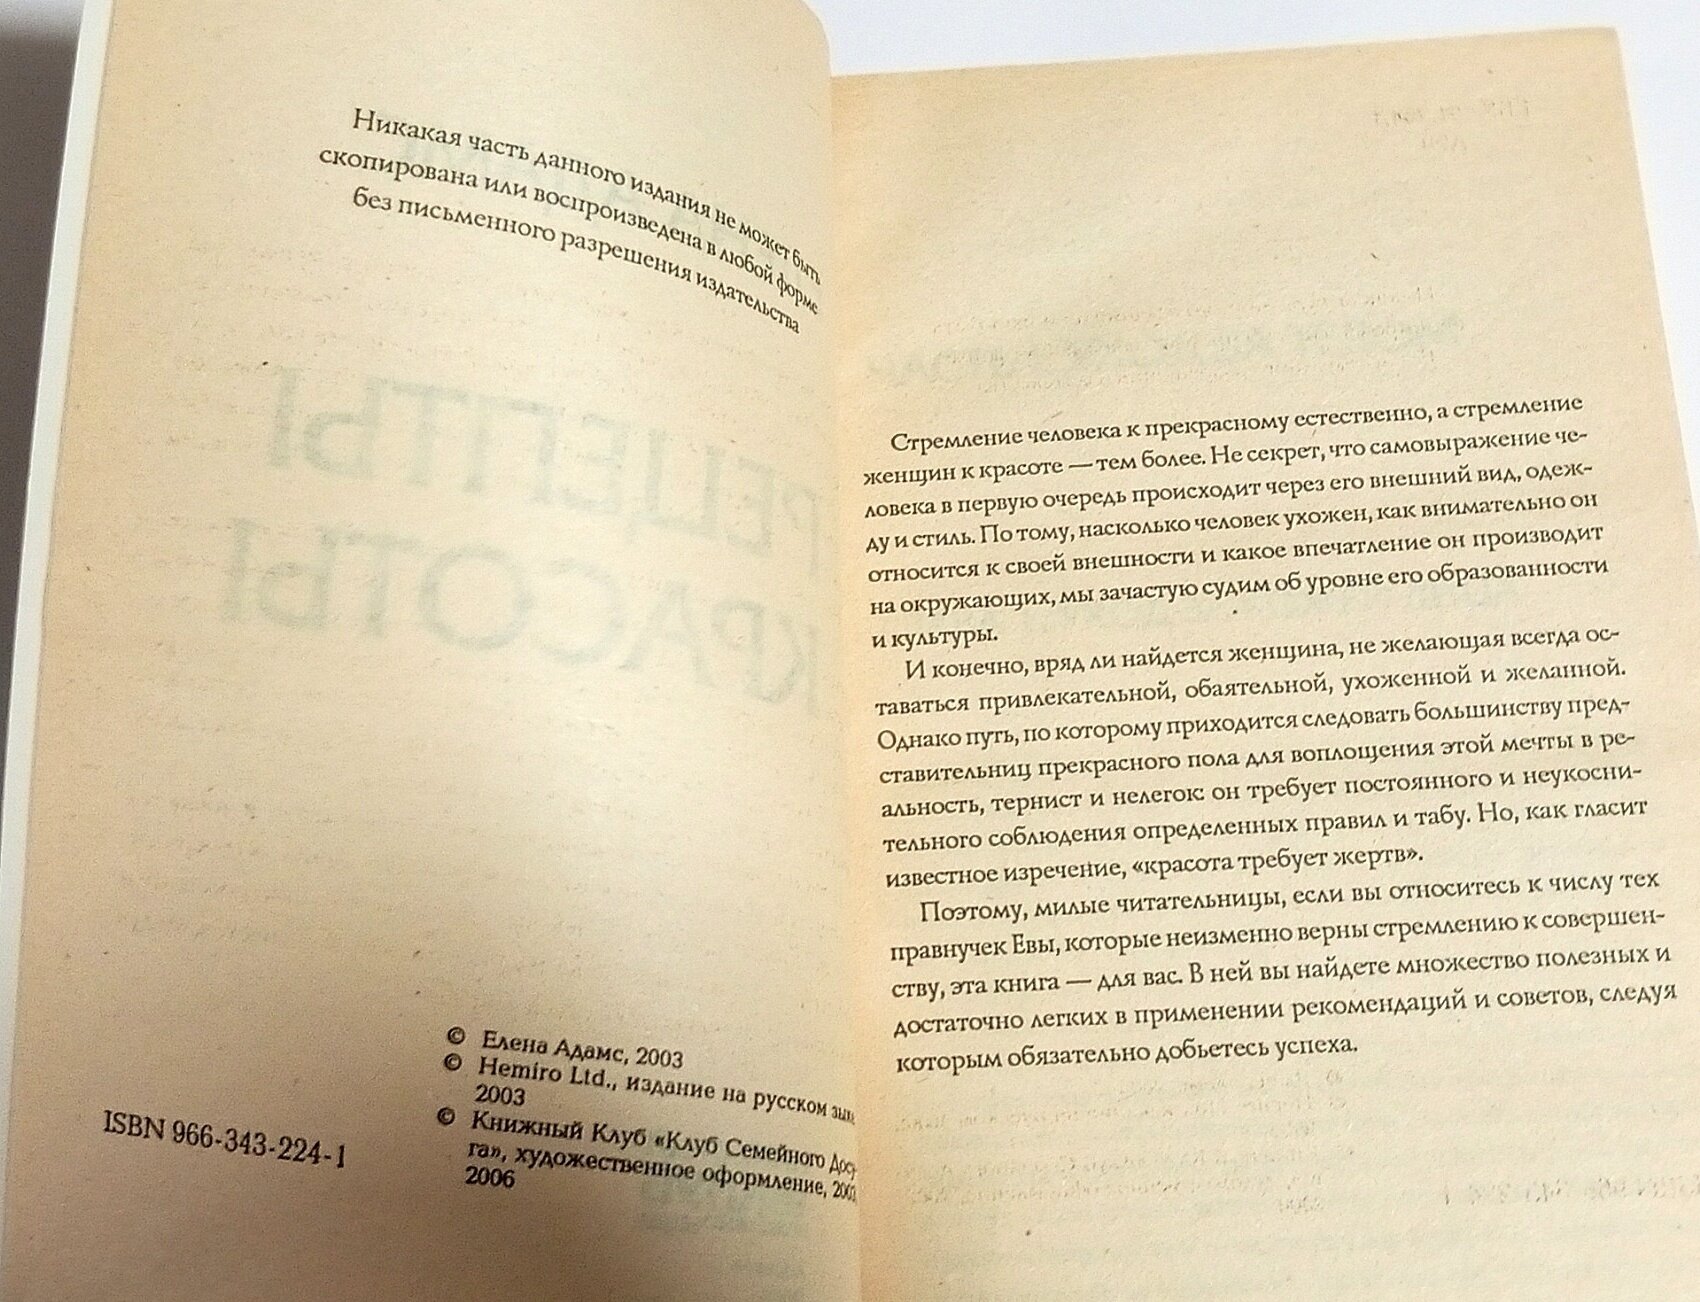 Никакая часть данного издания не может быть
скопирована или воспроизведена в любой форме
без письменного разрешения издательства
РЕЦЕПТЫ
КРАСОТЫ
© Елена Адамс, 2003
© Hemiro Ltd., издание на русском
2003
© Книжный Клуб «Клуб Семейного Досу-
га», художественное оформление, 2003,
2006
ISBN 966-343-224-1
Стремление человека к прекрасному естественно, а стремление
женщин к красоте — тем более. Не секрет, что самовыражение че-
ловека в первую очередь происходит через его внешний вид, одеж-
ду и стиль. По тому, насколько человек ухожен, как внимательно он
относится к своей внешности и какое впечатление он производит
на окружающих, мы зачастую судим об уровне его образованности
и культуры.
И конечно, вряд ли найдется женщина, не желающая всегда ос-
таваться привлекательной, обаятельной, ухоженной и желанной.
Однако путь, по которому приходится следовать большинству пред-
ставительниц прекрасного пола для воплощения этой мечты в ре-
альность, тернист и нелегок: он требует постоянного и неукосни-
тельного соблюдения определенных правил и табу. Но, как гласит
известное изречение, «красота требует жертв».
Поэтому, милые читательницы, если вы относитесь к числу тех
правнучек Евы, которые неизменно верны стремлению к совершен-
ству, эта книга — для вас. В ней вы найдете множество полезных и
достаточно легких в применении рекомендаций и советов, следуя
которым обязательно добьетесь успеха.